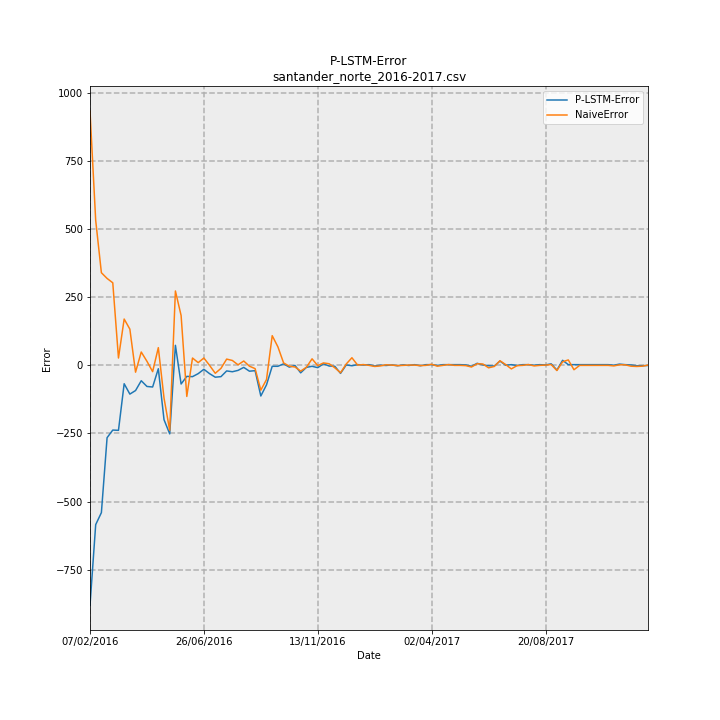 P-LSTM-Error
santander_norte_2016-2017.csv
P-LSTM-Error
NaiveError
1000
750
500
250
0
−250
−500
−750
Error
07/02/2016
26/06/2016
13/11/2016
02/04/2017
20/08/2017
Date